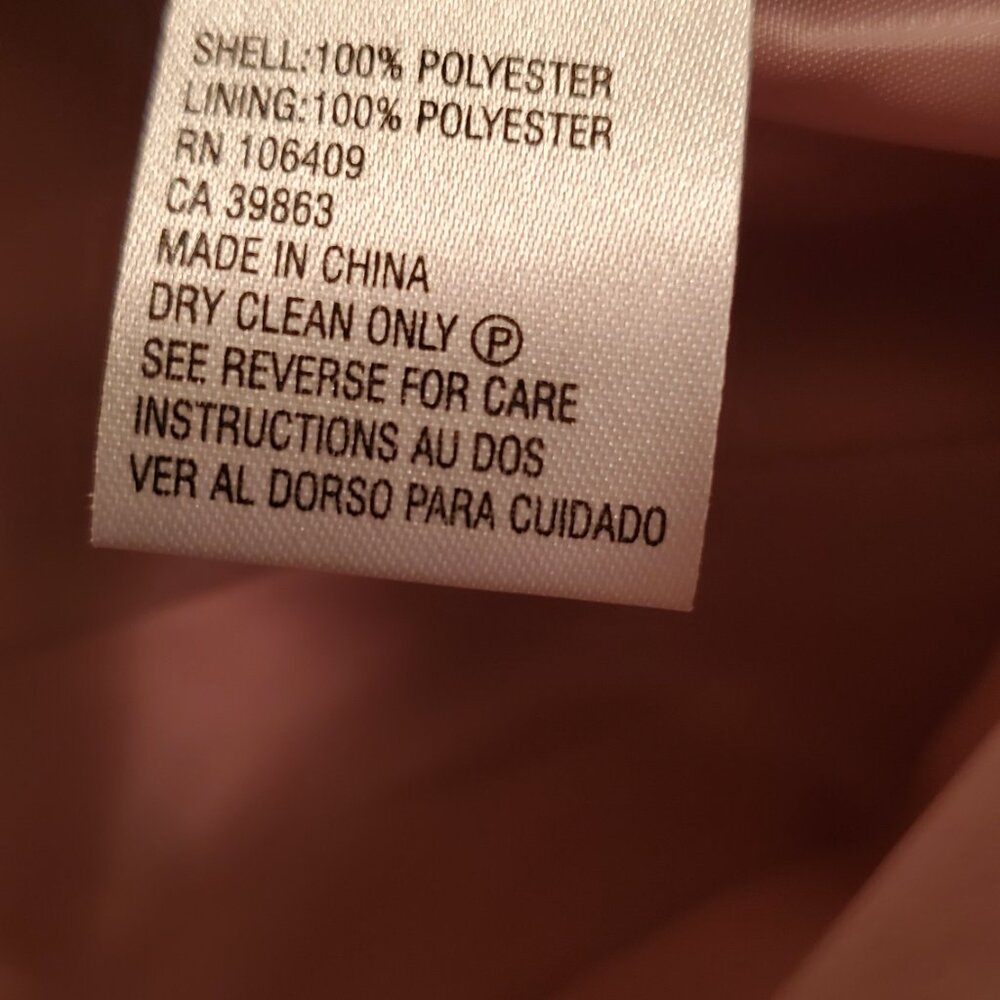 SHELL:100% POLYESTER
LINING:100% POLYESTER
RN 106409
CA 39863
MADE IN CHINA
DRY CLEAN ONLY Ⓟ
SEE REVERSE FOR CARE
INSTRUCTIONS AU DOS
VER AL DORSO PARA CUIDADO